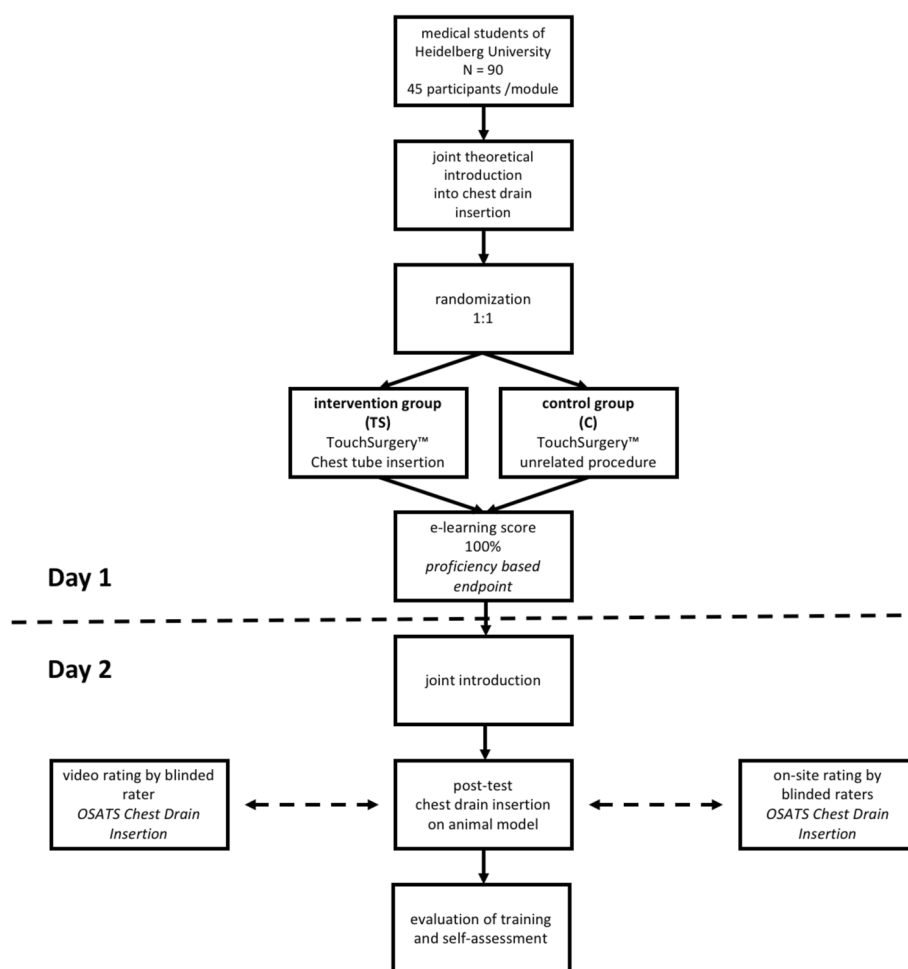 medical students of
Heidelberg University
N = 90
45 participants /module
joint theoretical
introduction
into chest drain
insertion
randomization
1:1
intervention group
(TS)
TouchSurgery™
Chest tube insertion
control group
(C)
TouchSurgery™
unrelated procedure
e-learning score
100%
proficiency based
endpoint
Day 1
Day 2
joint introduction
video rating by blinded
rater
OSATS Chest Drain
Insertion
post-test
chest drain insertion
on animal model
on-site rating by
blinded raters
OSATS Chest Drain
Insertion
evaluation of training
and self-assessment